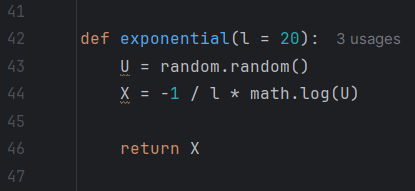 41
42 def exponential(l = 20): 3 usages
43 U = random.random()
44 X = -1 / l * math.log(U)
45
46 return X
47